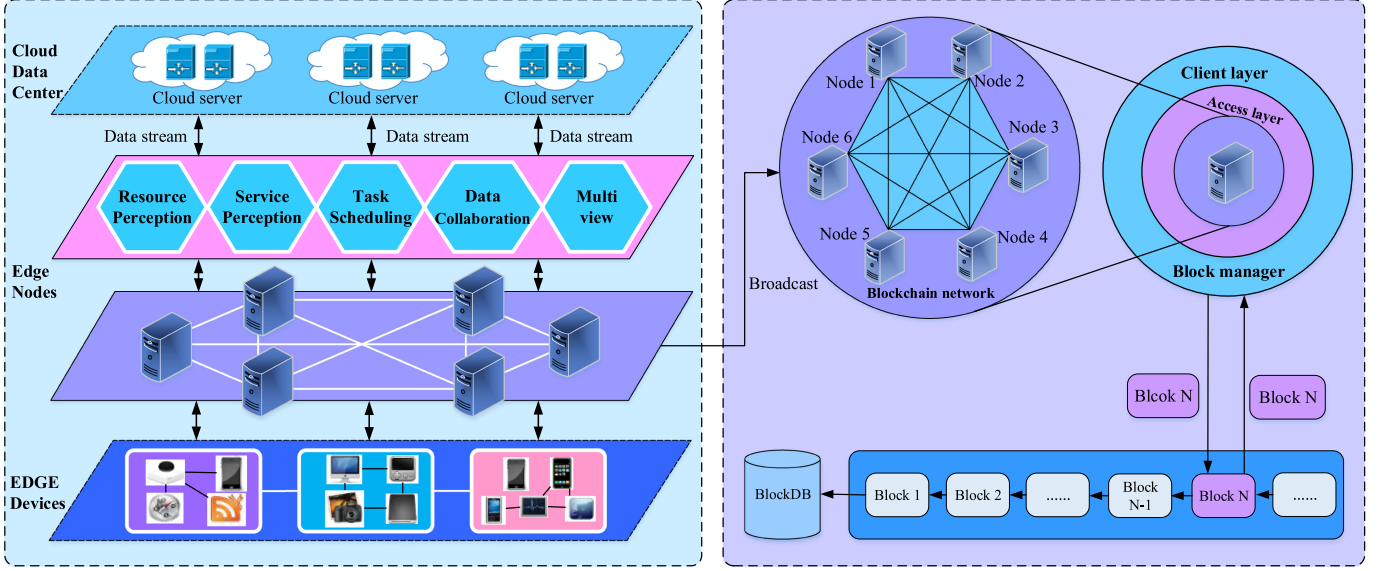 Cloud
Data
Center
Cloud server
Cloud server
Cloud server
Data stream
Data stream
Data stream
Resource
Perception
Service
Perception
Task
Scheduling
Data
Collaboration
Multi
view
Edge
Nodes
EDGE
Devices
Broadcast
Node 1
Node 2
Node 3
Node 6
Node 5
Node 4
Blockchain network
Client layer
Access layer
Block manager
Blcok N
Block N
BlockDB
Block 1
Block 2
......
Block
N-1
Block N
......